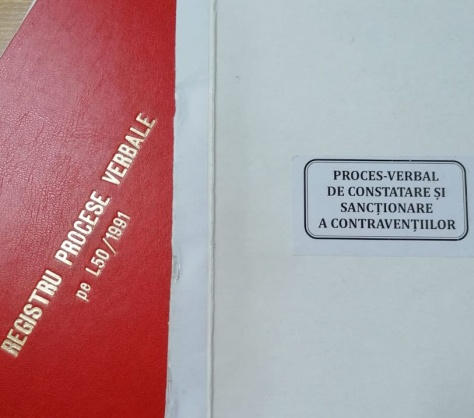 REGISTRU PROCESE VERBALE
pe L50/1991
PROCES-VERBAL
DE CONSTATARE ȘI
SANCȚIONARE
A CONTRAVENȚIILOR